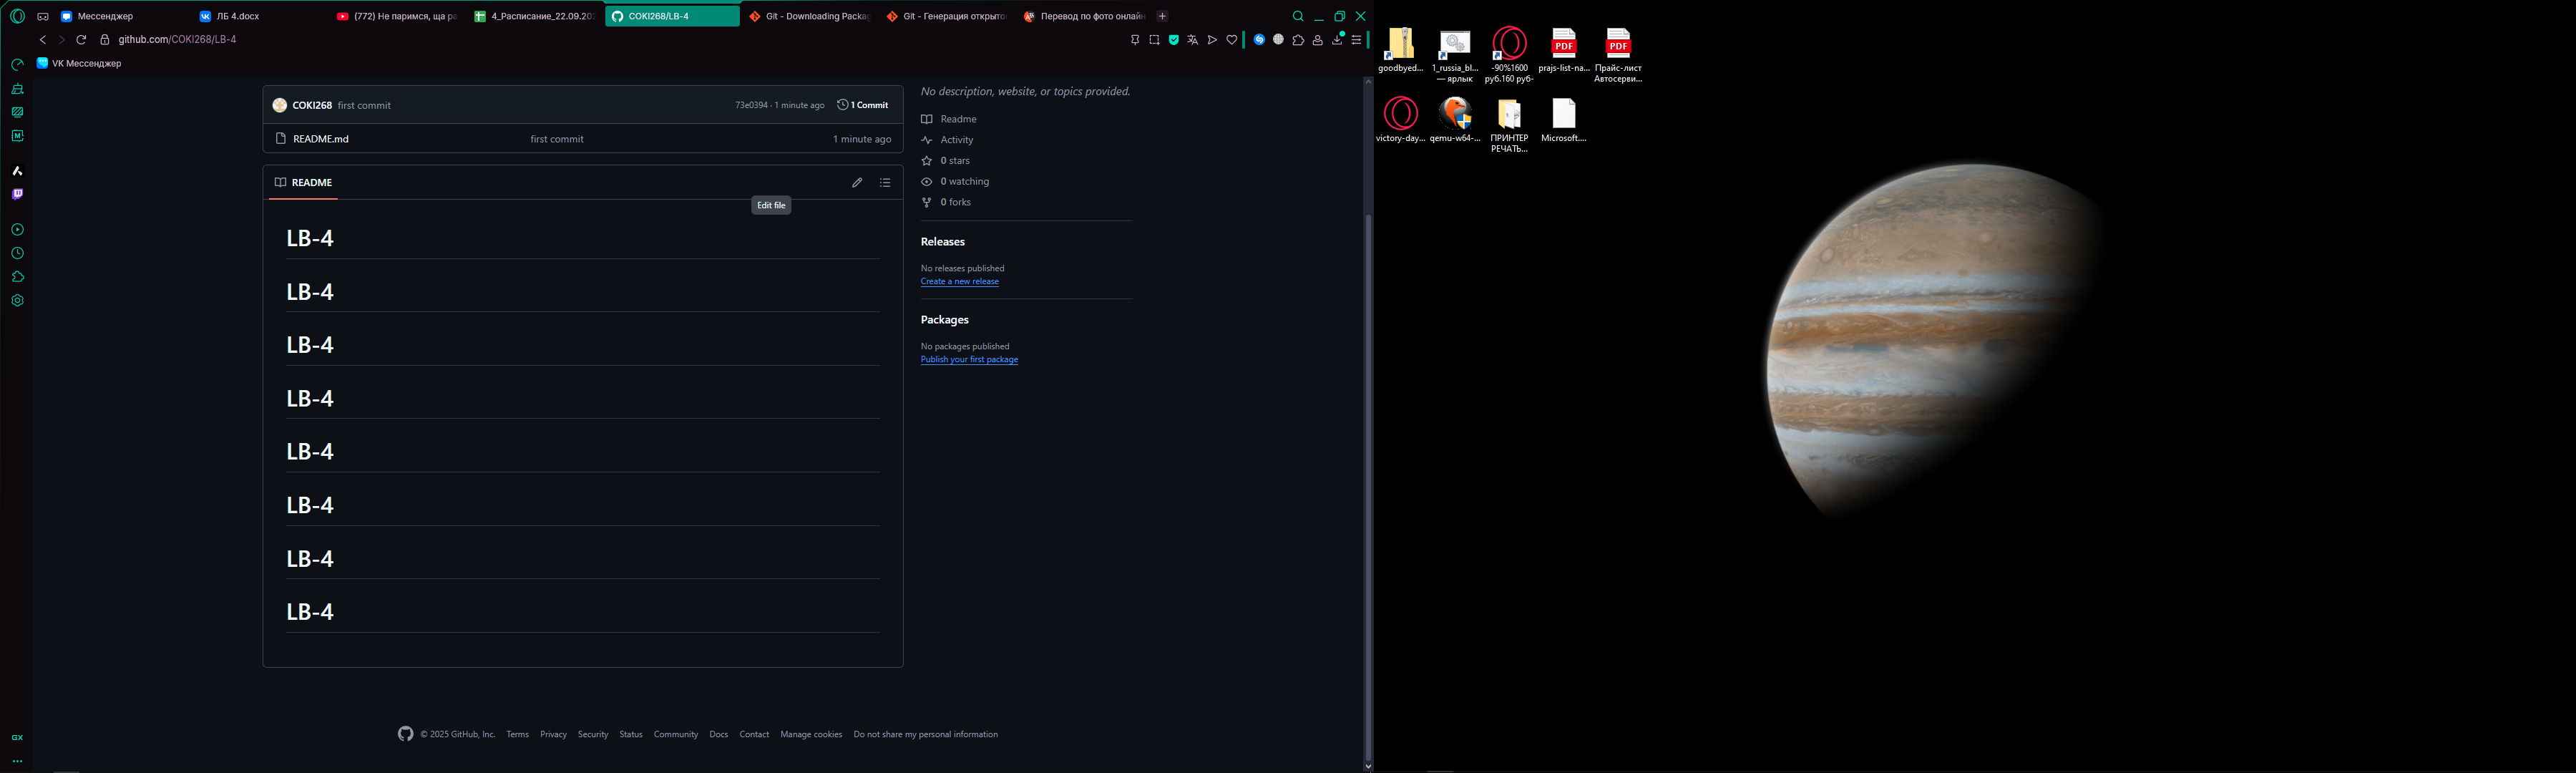 Мессенджер
ЛБ 4.docx
(772) Не паримся, ща ра
4_Расписание_22.09.202
COKI268/LB-4
Git - Downloading Packag
Git - Генерация открыто
Перевод по фото онлайн
github.com/COKI268/LB-4
VK Мессенджер
COKI268 first commit 73e0394 · 1 minute ago 1 Commit
README.md first commit 1 minute ago
README
Edit file
LB-4
LB-4
LB-4
LB-4
LB-4
LB-4
LB-4
LB-4
No description, website, or topics provided.
Readme
Activity
0 stars
0 watching
0 forks
Releases
No releases published
Create a new release
Packages
No packages published
Publish your first package
© 2025 GitHub, Inc. Terms Privacy Security Status Community Docs Contact Manage cookies Do not share my personal information
GX
goodbyed...
1_russia_bl...
— ярлык
-90%1600
руб.160 руб-
PDF
prajs-list-na...
PDF
Прайс-лист
Автосерви...
victory-day...
qemu-w64-...
ПРИНТЕР
РЕЧАТЬ...
Microsoft....